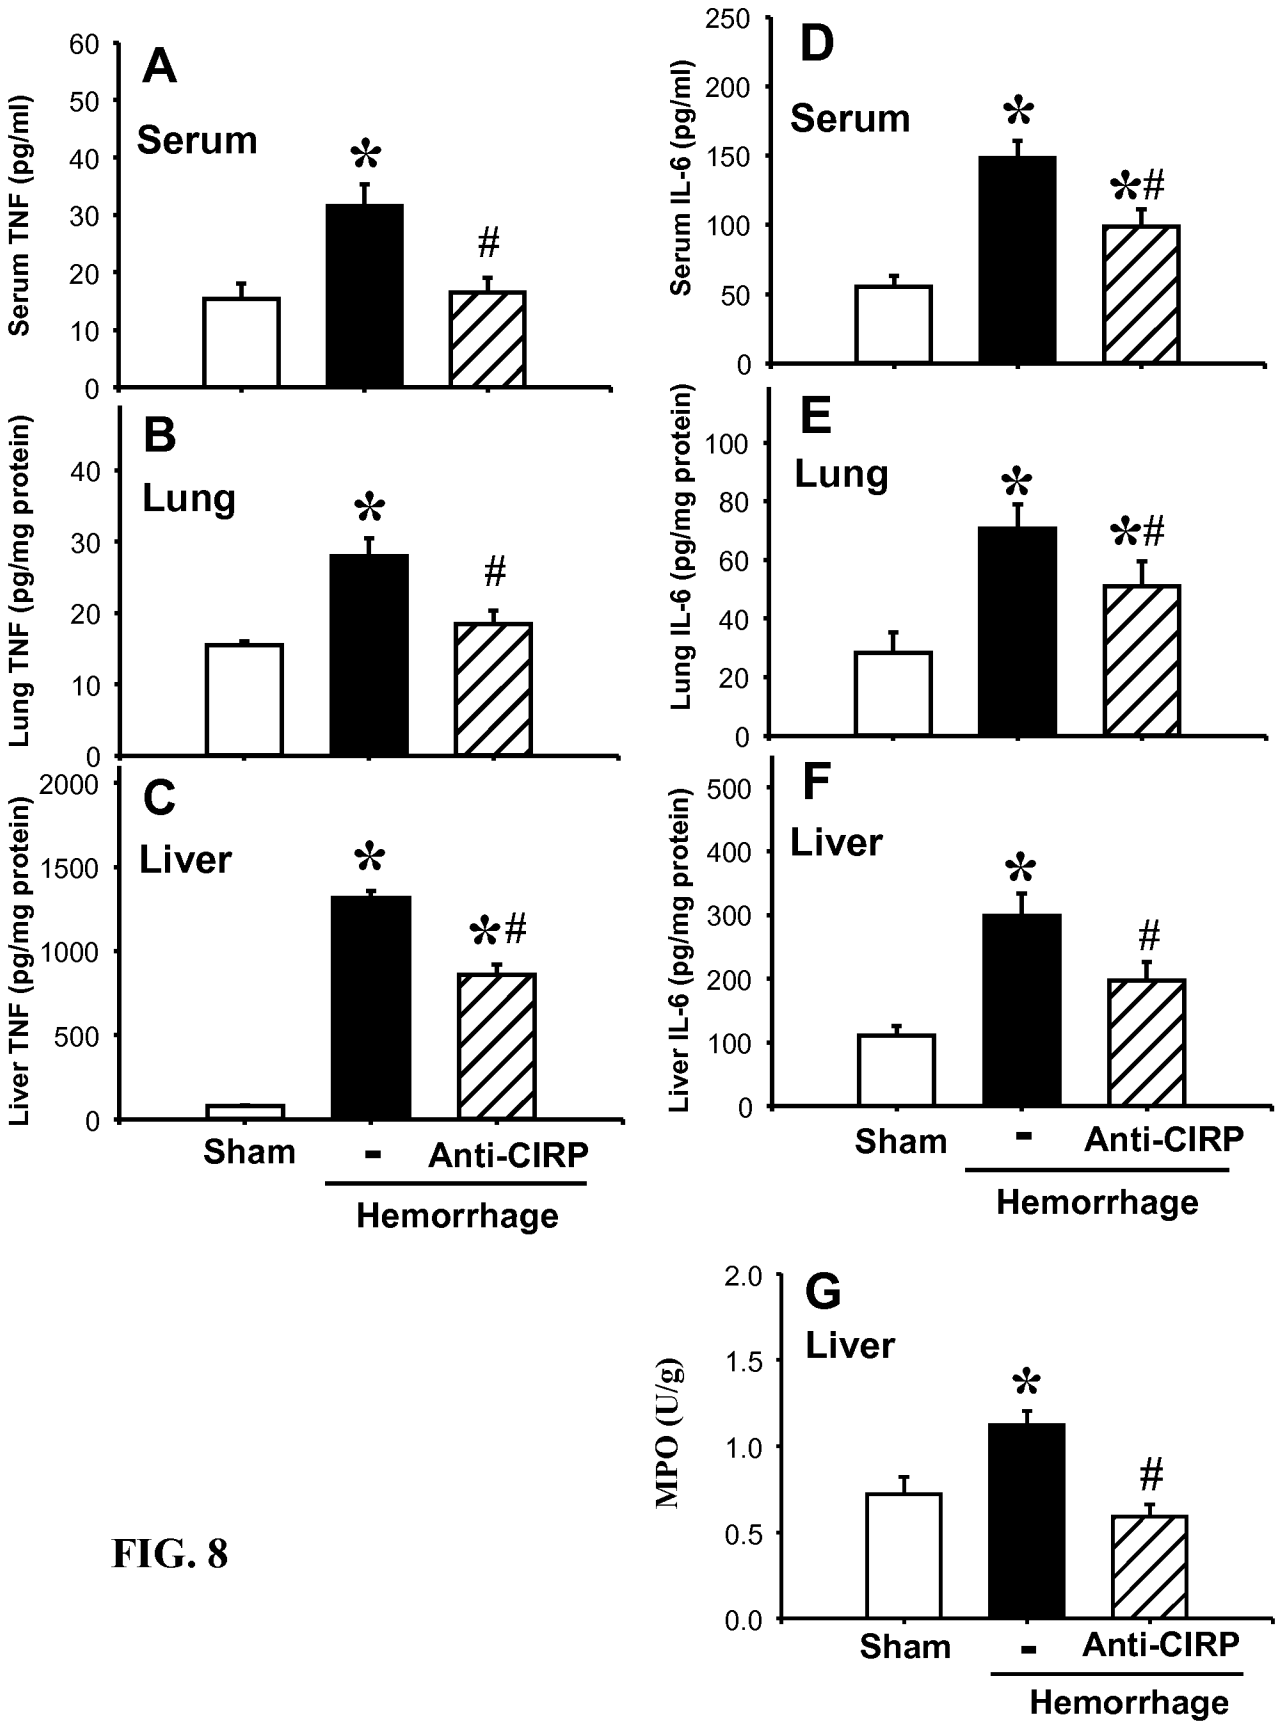 A
Serum
Serum TNF (pg/ml)
60
50
40
30
20
10
0
*
#
B
Lung
Lung TNF (pg/mg protein)
40
30
20
10
0
*
#
C
Liver
Liver TNF (pg/mg protein)
2000
1500
1000
500
0
*
*#
Sham
-
Anti-CIRP
Hemorrhage
D
Serum
Serum IL-6 (pg/ml)
250
200
150
100
50
0
*
*#
E
Lung
Lung IL-6 (pg/mg protein)
100
80
60
40
20
0
*
*#
F
Liver
Liver IL-6 (pg/mg protein)
500
400
300
200
100
0
*
#
Sham
-
Anti-CIRP
Hemorrhage
G
Liver
MPO (U/g)
2.0
1.5
1.0
0.5
0.0
*
#
Sham
-
Anti-CIRP
Hemorrhage
FIG. 8